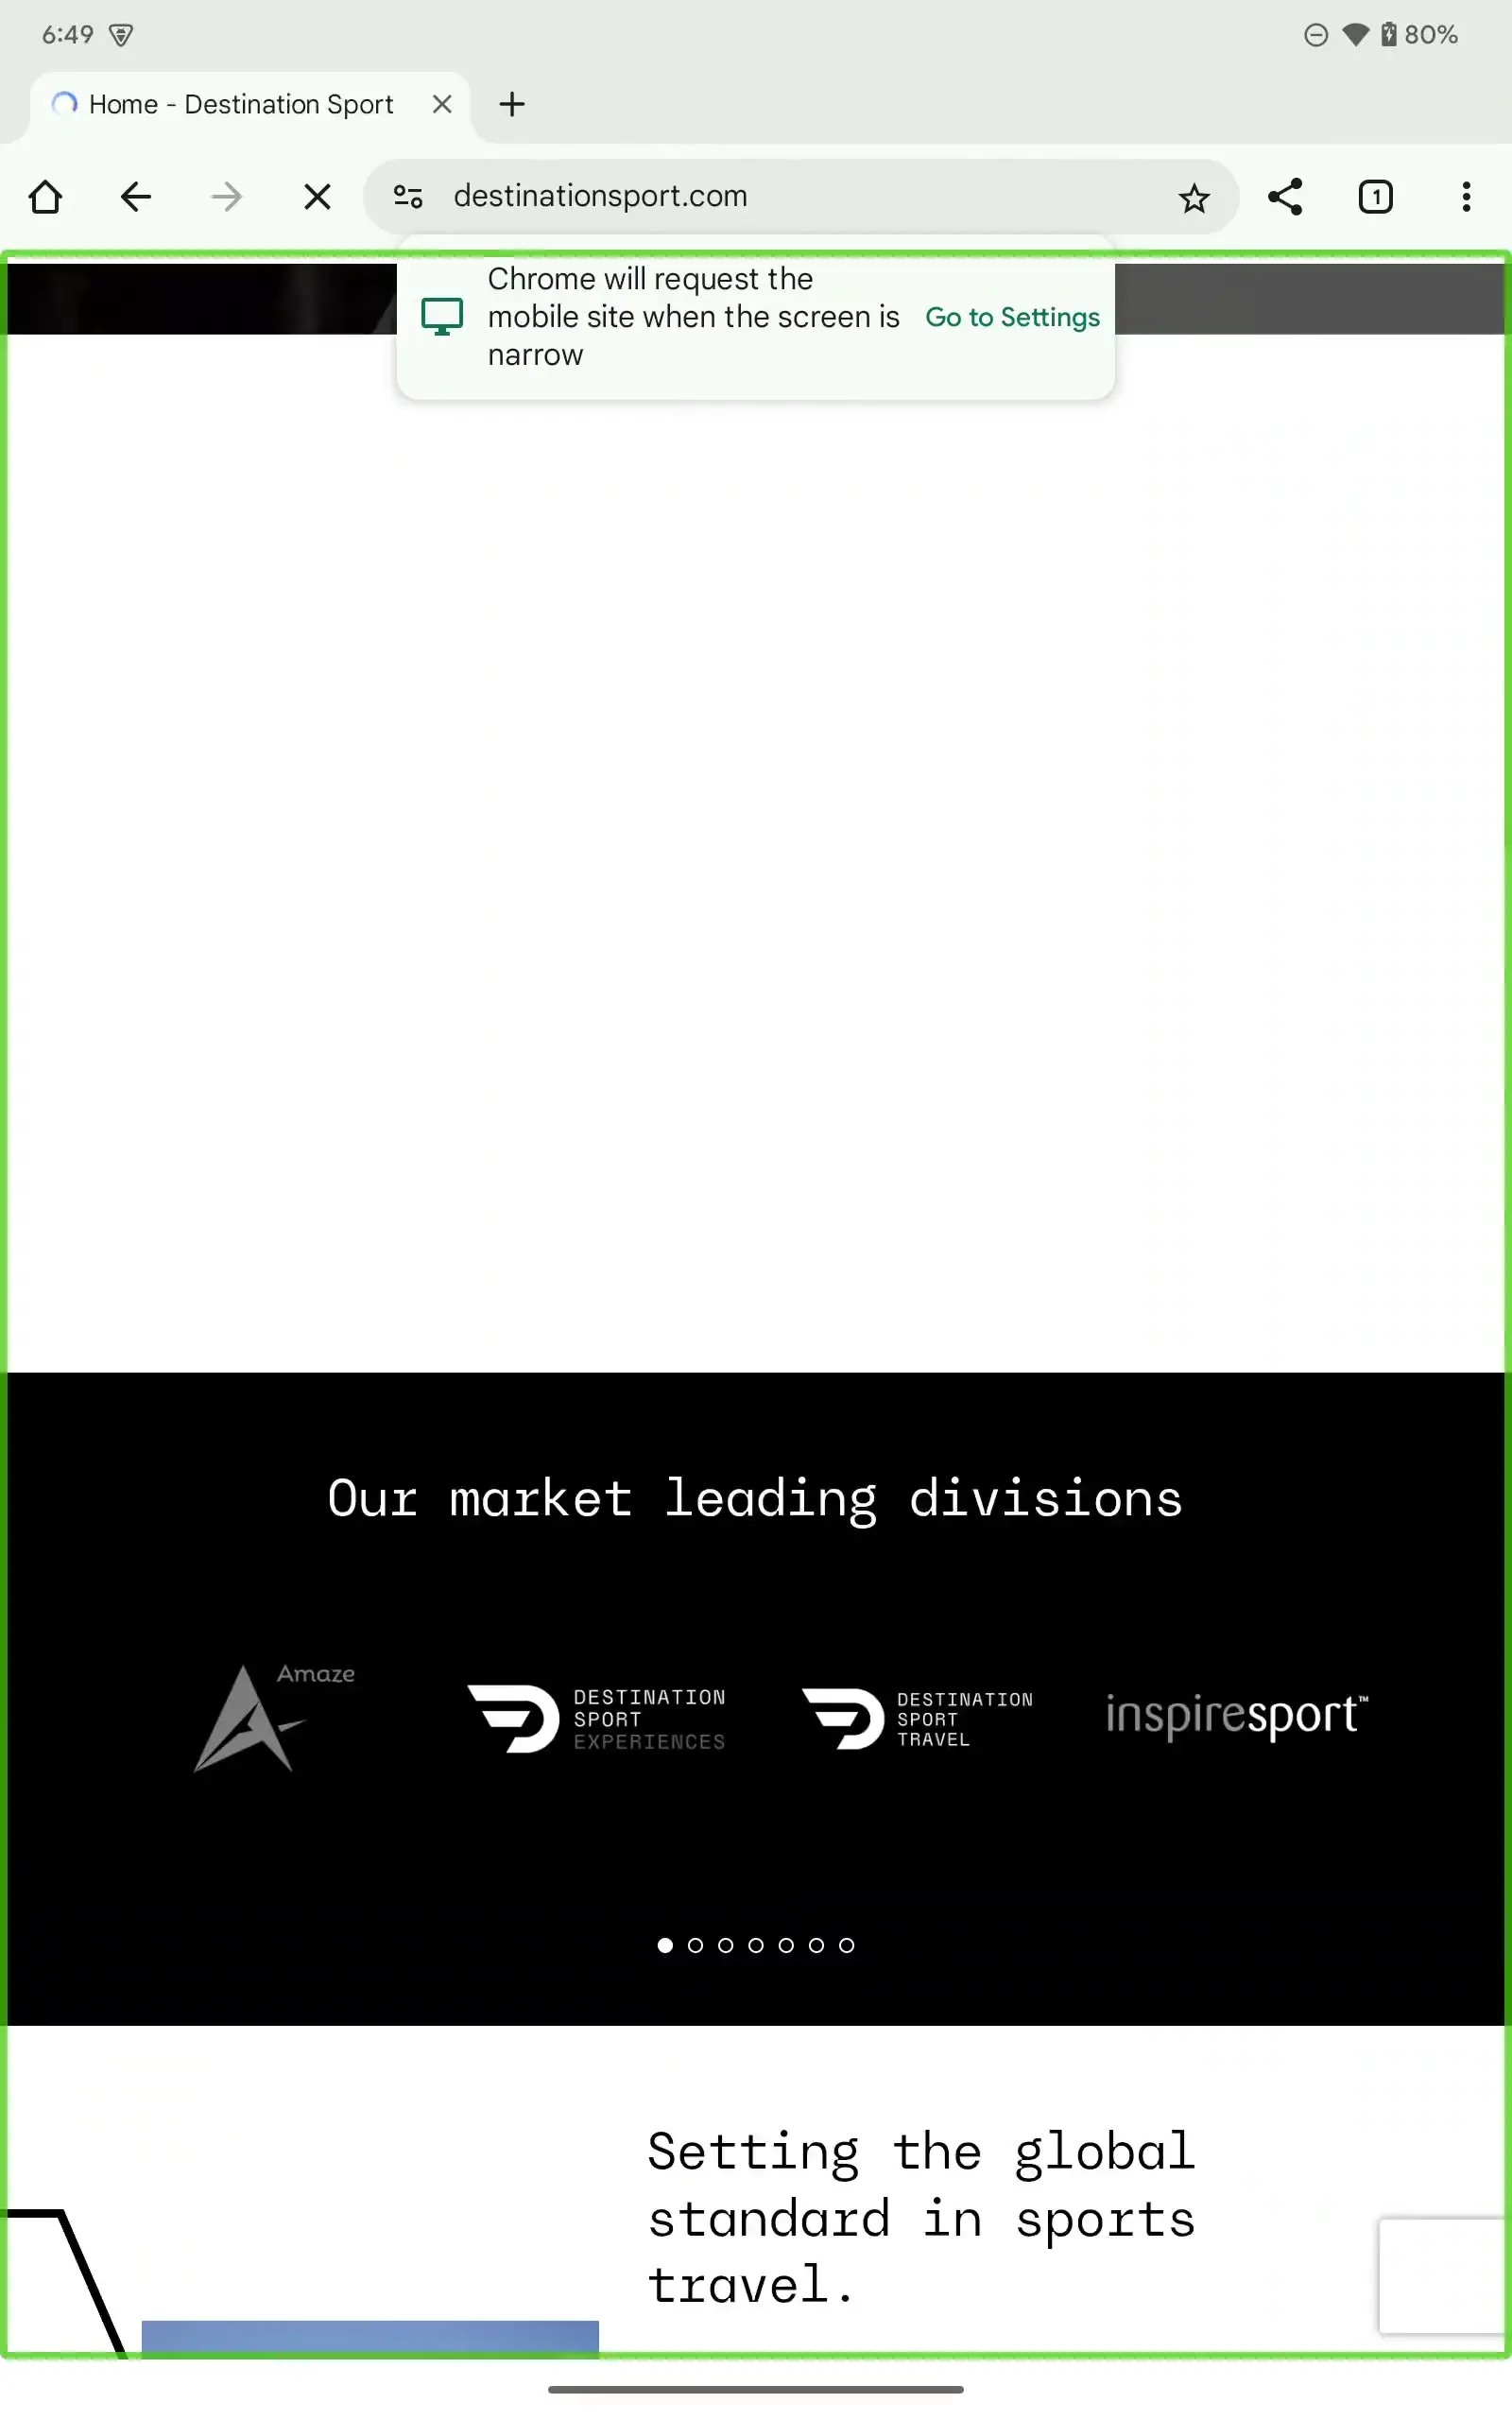 6:49
80%
Home - Destination Sport
destinationsport.com
1
Chrome will request the
mobile site when the screen is
narrow
Go to Settings
Our market leading divisions
Amaze
DESTINATION
SPORT
EXPERIENCES
DESTINATION
SPORT
TRAVEL
inspiresport™
Setting the global
standard in sports
travel.